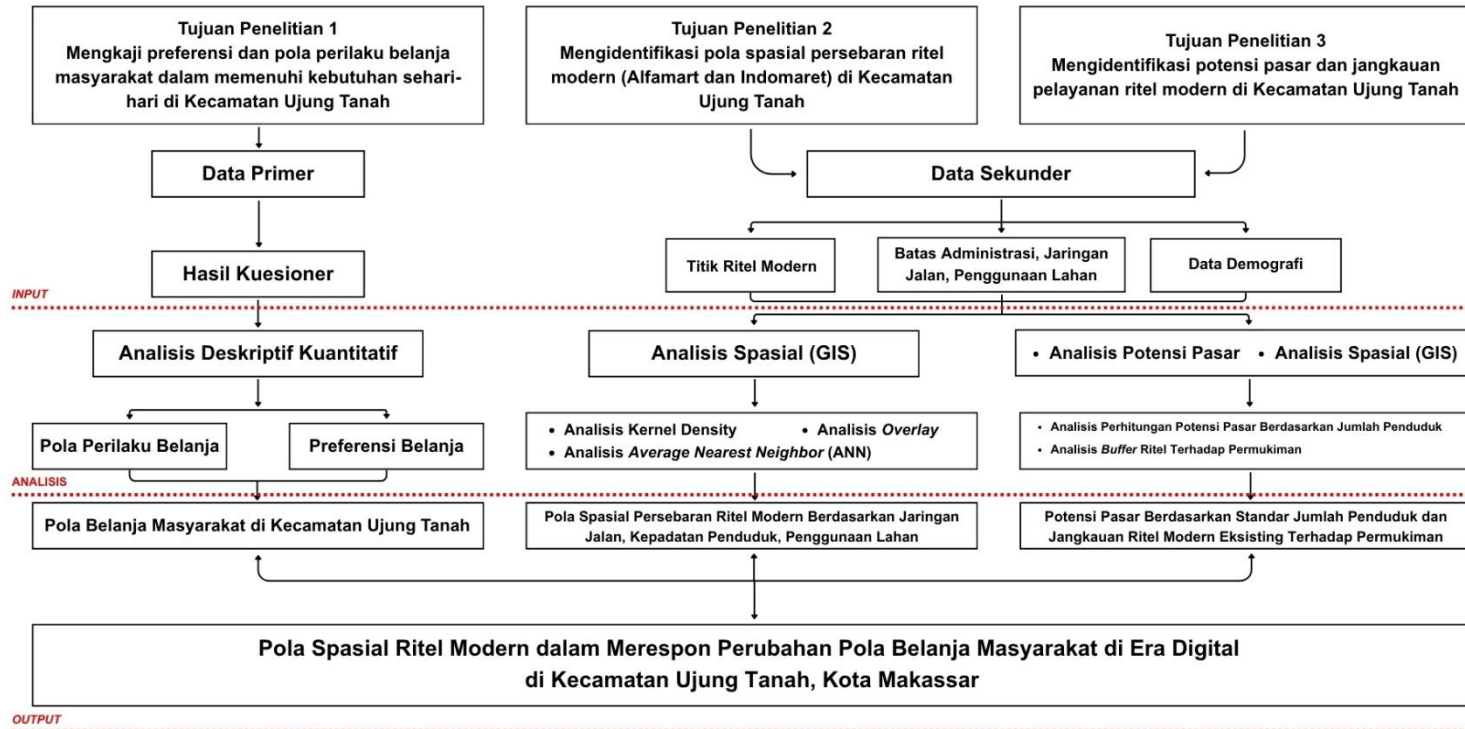 Tujuan Penelitian 1
Mengkaji preferensi dan pola perilaku belanja
masyarakat dalam memenuhi kebutuhan sehari-
hari di Kecamatan Ujung Tanah
Tujuan Penelitian 2
Mengidentifikasi pola spasial persebaran ritel
modern (Alfamart dan Indomaret) di Kecamatan
Ujung Tanah
Tujuan Penelitian 3
Mengidentifikasi potensi pasar dan jangkauan
pelayanan ritel modern di Kecamatan Ujung Tanah
Data Primer
Data Sekunder
Hasil Kuesioner
Titik Ritel Modern
Batas Administrasi, Jaringan
Jalan, Penggunaan Lahan
Data Demografi
INPUT
Analisis Deskriptif Kuantitatif
Analisis Spasial (GIS)
• Analisis Potensi Pasar • Analisis Spasial (GIS)
Pola Perilaku Belanja
Preferensi Belanja
• Analisis Kernel Density • Analisis Overlay
• Analisis Average Nearest Neighbor (ANN)
• Analisis Perhitungan Potensi Pasar Berdasarkan Jumlah Penduduk
• Analisis Buffer Ritel Terhadap Permukiman
ANALISIS
Pola Belanja Masyarakat di Kecamatan Ujung Tanah
Pola Spasial Persebaran Ritel Modern Berdasarkan Jaringan
Jalan, Kepadatan Penduduk, Penggunaan Lahan
Potensi Pasar Berdasarkan Standar Jumlah Penduduk dan
Jangkauan Ritel Modern Eksisting Terhadap Permukiman
Pola Spasial Ritel Modern dalam Merespon Perubahan Pola Belanja Masyarakat di Era Digital
di Kecamatan Ujung Tanah, Kota Makassar
OUTPUT